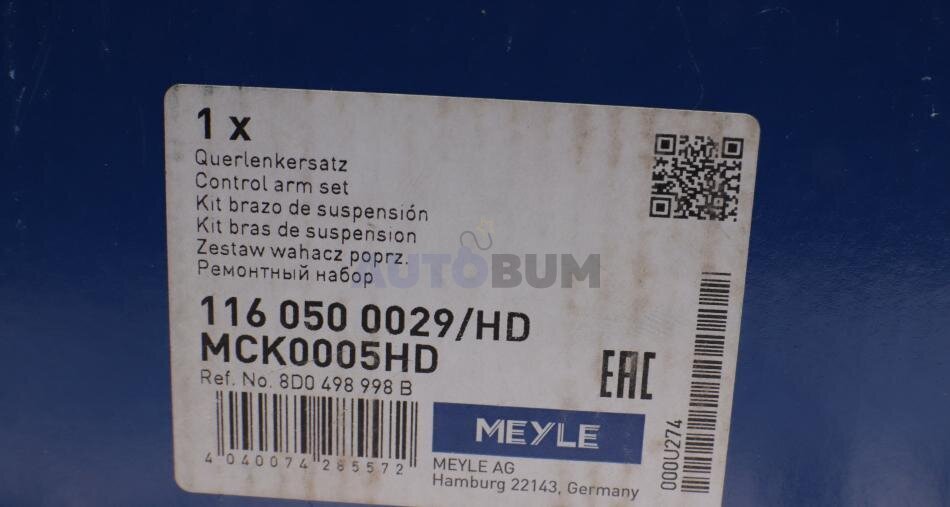 1 x
Querlenkersatz
Control arm set
Kit brazo de suspensión
Kit bras de suspension
Zestaw wahacz poprz.
Ремонтный набор
AUTOBUM
116 050 0029/HD
MCK0005HD
Ref. No. 8D0 498 998 B
EAC
4 040074 285572
MEYLE
MEYLE AG
Hamburg 22143, Germany
000U274